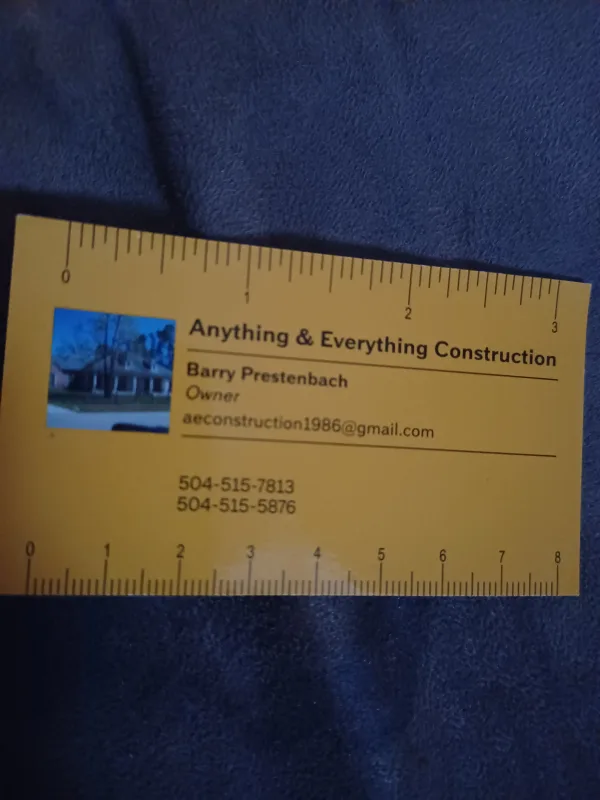 0 1 2 3
Anything & Everything Construction
Barry Prestenbach
Owner
aeconstruction1986@gmail.com
504-515-7813
504-515-5876
0 1 2 3 4 5 6 7 8